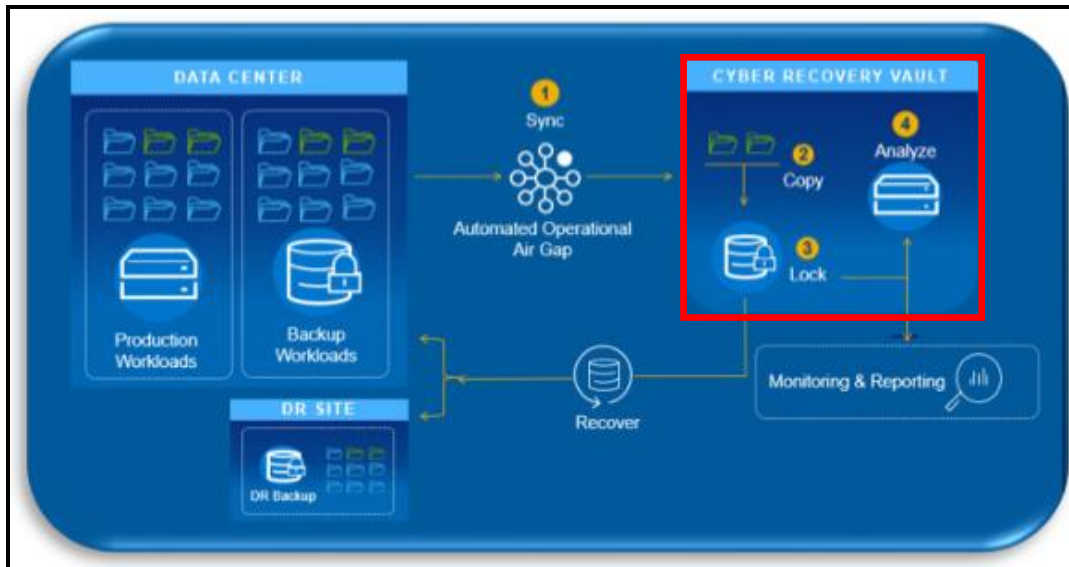 DATA CENTER
Production
Workloads
Backup
Workloads
1
Sync
Automated Operational
Air Gap
CYBER RECOVERY VAULT
2
Copy
3
Lock
4
Analyze
Monitoring & Reporting
Recover
DR SITE
DR Backup